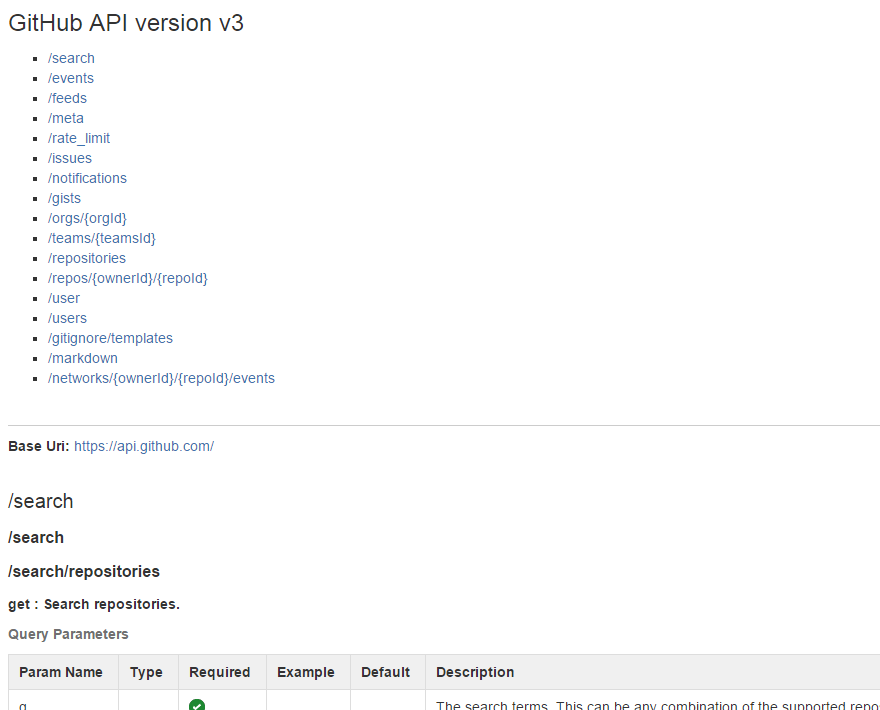 GitHub API version v3
/search
/events
/feeds
/meta
/rate_limit
/issues
/notifications
/gists
/orgs/{orgId}
/teams/{teamsId}
/repositories
/repos/{ownerId}/{repoId}
/user
/users
/gitignore/templates
/markdown
/networks/{ownerId}/{repoId}/events
Base Uri: https://api.github.com/
/search
/search
/search/repositories
get : Search repositories.
Query Parameters
Param Name Type Required Example Default Description
q The search terms. This can be any combination of the supported repo